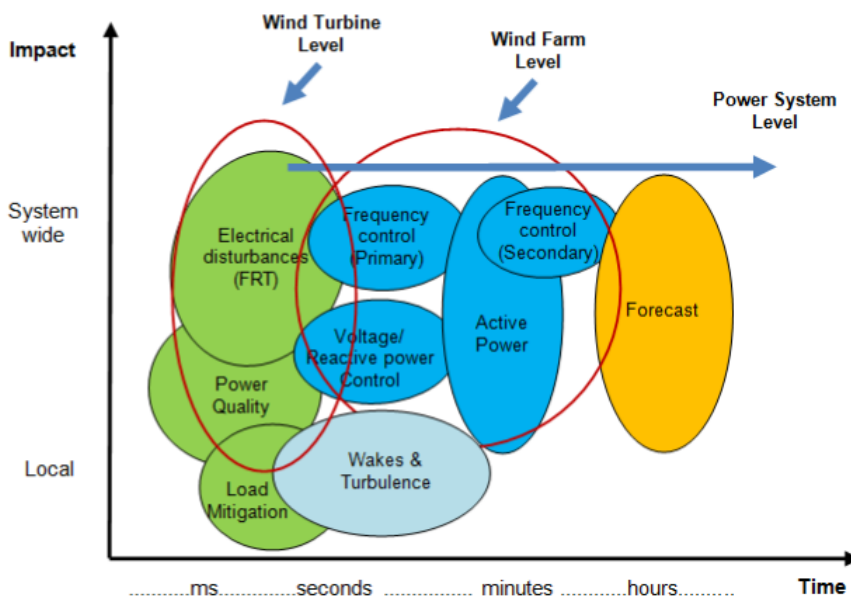 Impact
Wind Turbine
Level
Wind Farm
Level
Power System
Level
System
wide
Electrical
disturbances
(FRT)
Frequency
control
(Primary)
Frequency
control
(Secondary)
Voltage/
Reactive power
Control
Active
Power
Forecast
Power
Quality
Local
Load
Mitigation
Wakes &
Turbulence
...........ms..............seconds ................ minutes ............hours..........
Time